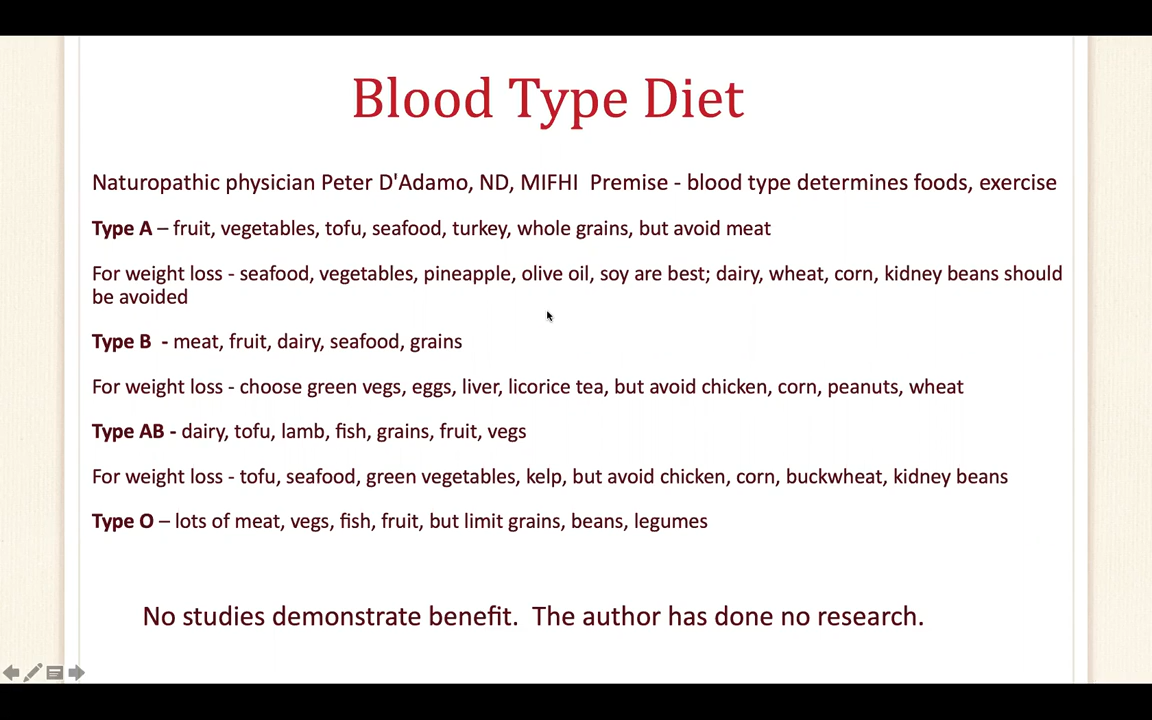 Blood Type Diet
Naturopathic physician Peter D'Adamo, ND, MIFHI  Premise - blood type determines foods, exercise
Type A – fruit, vegetables, tofu, seafood, turkey, whole grains, but avoid meat
For weight loss - seafood, vegetables, pineapple, olive oil, soy are best; dairy, wheat, corn, kidney beans should
be avoided
Type B  - meat, fruit, dairy, seafood, grains
For weight loss - choose green vegs, eggs, liver, licorice tea, but avoid chicken, corn, peanuts, wheat
Type AB - dairy, tofu, lamb, fish, grains, fruit, vegs
For weight loss - tofu, seafood, green vegetables, kelp, but avoid chicken, corn, buckwheat, kidney beans
Type O – lots of meat, vegs, fish, fruit, but limit grains, beans, legumes
No studies demonstrate benefit.  The author has done no research.